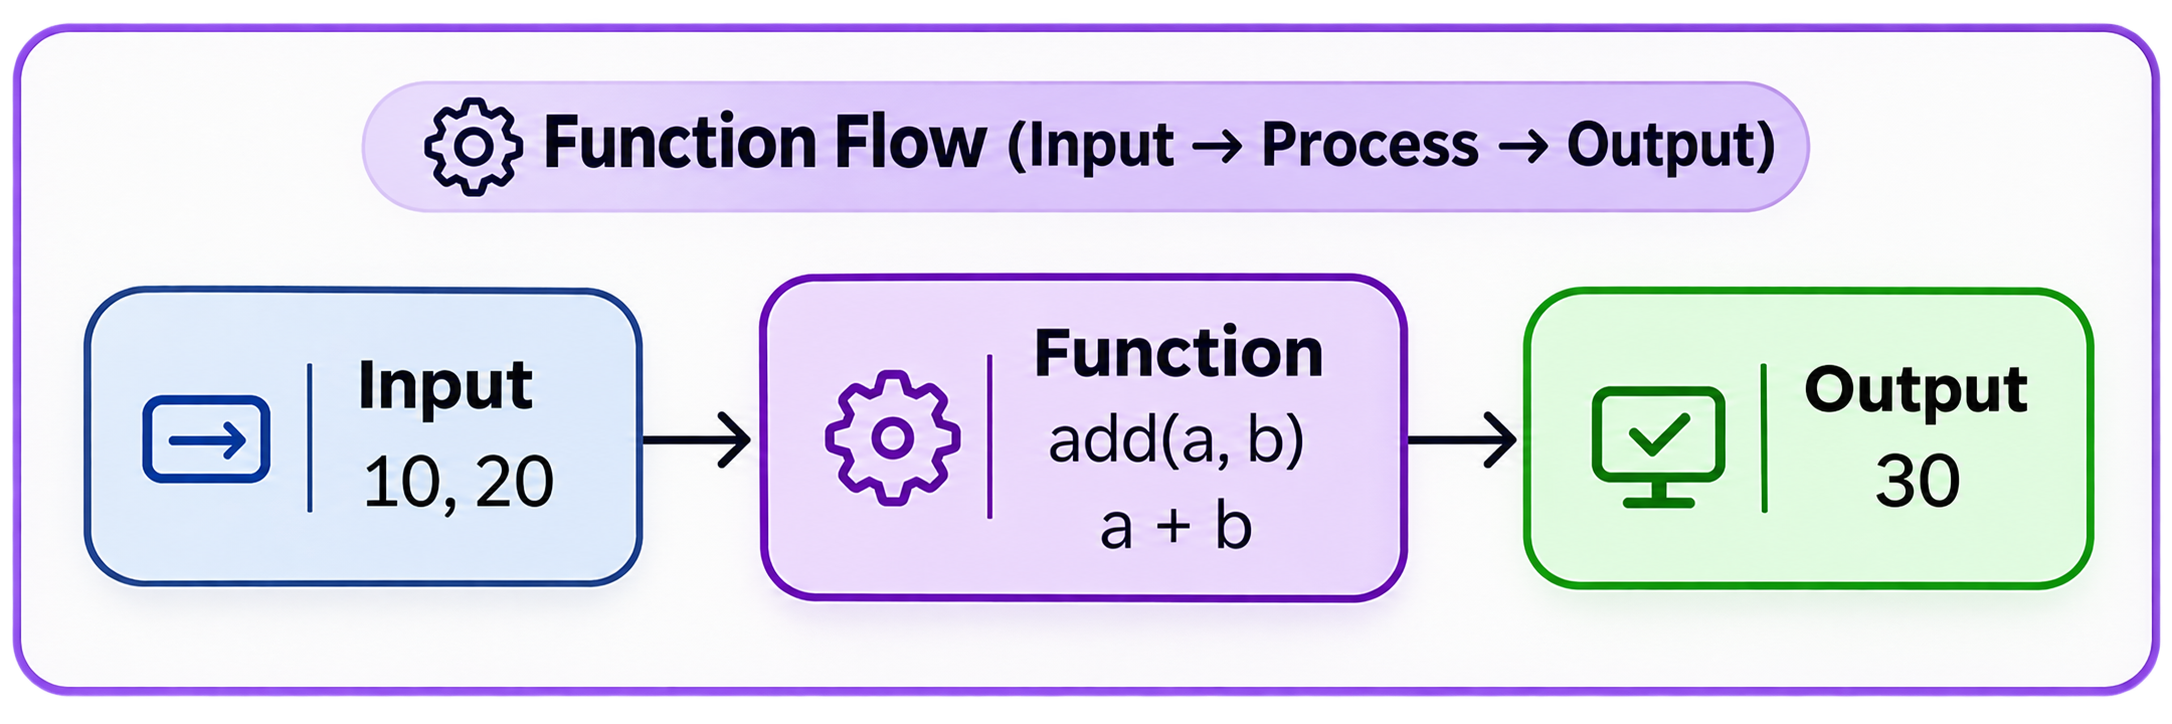 Function Flow (Input → Process → Output)
Input
10, 20
Function
add(a, b)
a + b
Output
30